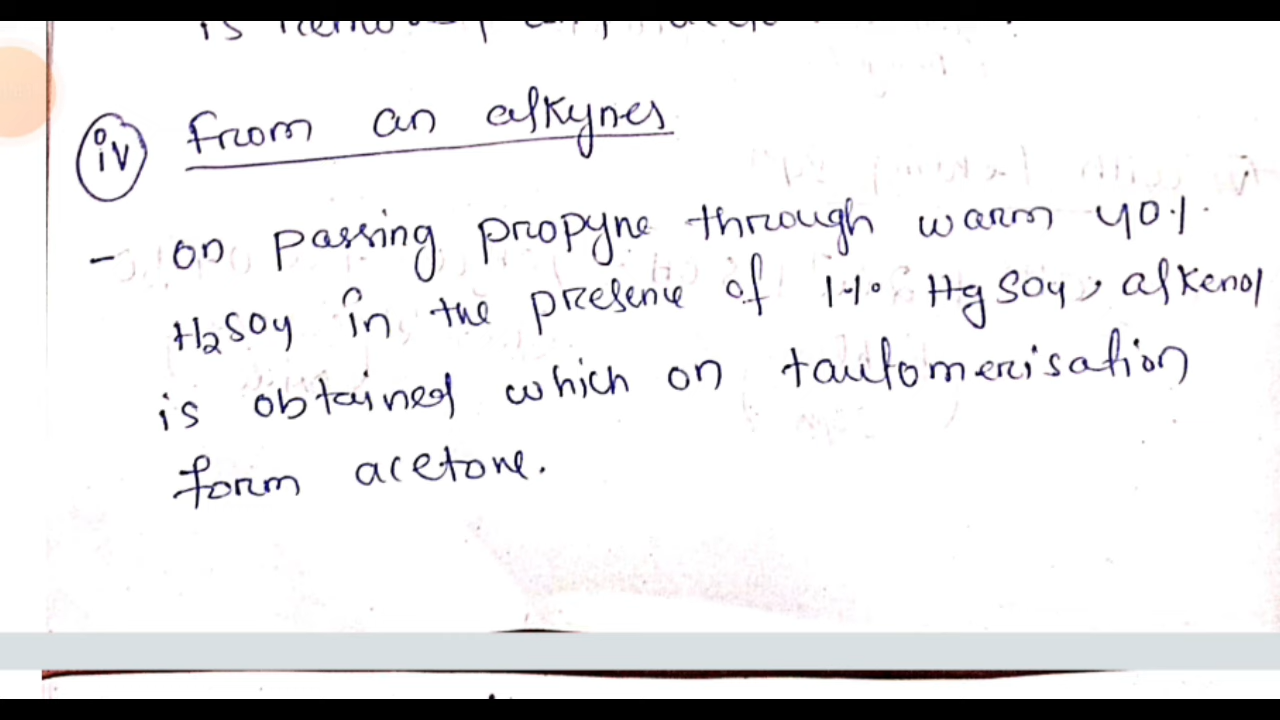 is
iv From an alkynes
- on passing propyne through warm 40%
H2SO4 in the presence of 1% HgSO4, alkenol
is obtained which on tautomerisation
form acetone.